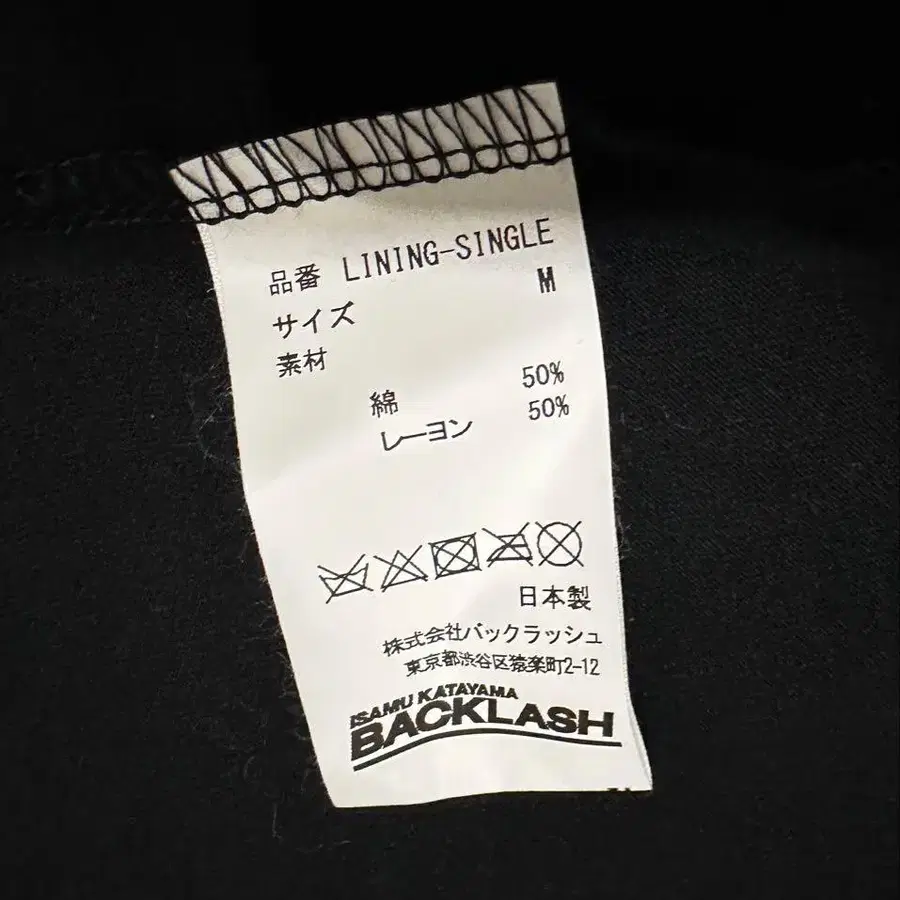 品番 LINING-SINGLE
サイズ M
素材
綿 50%
レーヨン 50%
日本製
株式会社バックラッシュ
東京都渋谷区猿楽町2-12
ISAMU KATAYAMA
BACKLASH